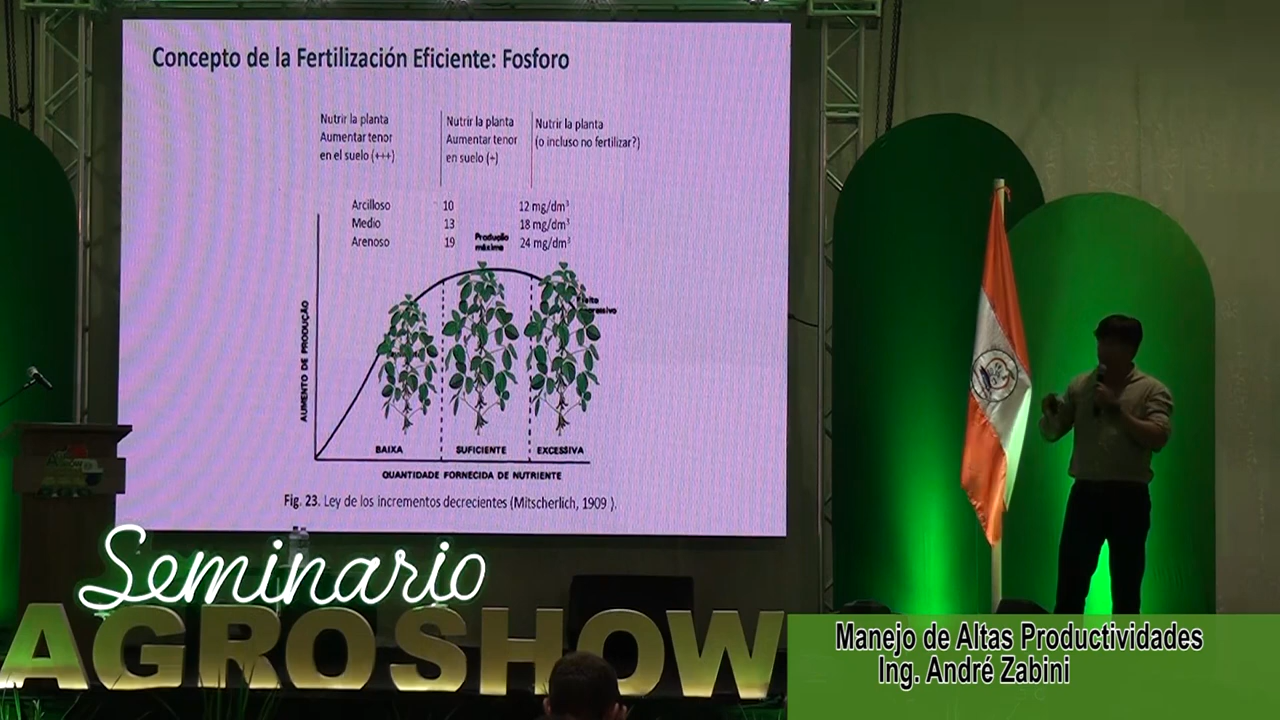 Concepto de la Fertilización Eficiente: Fosforo
Nutrir la planta
Aumentar tenor
en el suelo (+++)
Nutrir la planta
Aumentar tenor
en suelo (+)
Nutrir la planta
(o incluso no fertilizar?)
Arcilloso 10 12 mg/dm³
Medio 13 18 mg/dm³
Arenoso 19 24 mg/dm³
Produção
máxima
AUMENTO DE PRODUÇÃO
BAIXA SUFICIENTE EXCESSIVA
QUANTIDADE FORNECIDA DE NUTRIENTE
Fig. 23. Ley de los incrementos decrecientes (Mitscherlich, 1909 ).
Seminario
AGROSHOW
Manejo de Altas Productividades
Ing. André Zabini